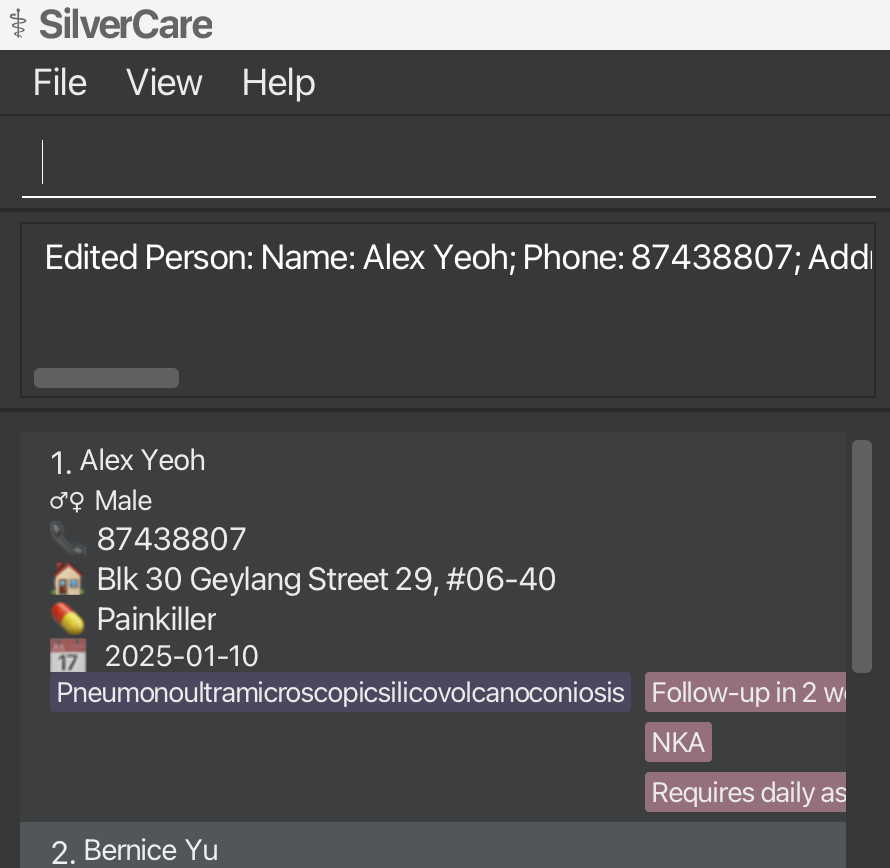 SilverCare
File View Help
Edited Person: Name: Alex Yeoh; Phone: 87438807; Addr
1. Alex Yeoh
Male
87438807
Blk 30 Geylang Street 29, #06-40
Painkiller
17 2025-01-10
Pneumonoultramicroscopicsilicovolcanoconiosis Follow-up in 2 w
NKA
Requires daily as
2. Bernice Yu